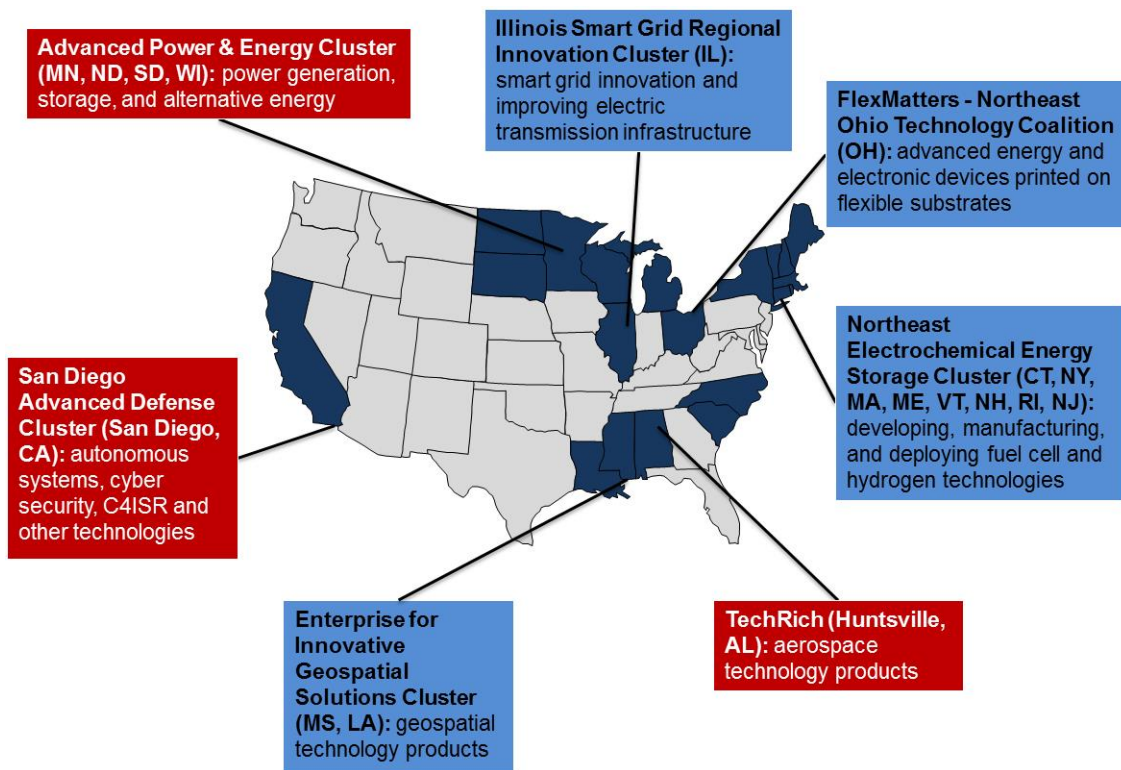 Advanced Power & Energy Cluster
(MN, ND, SD, WI): power generation,
storage, and alternative energy
Illinois Smart Grid Regional
Innovation Cluster (IL):
smart grid innovation and
improving electric
transmission infrastructure
FlexMatters - Northeast
Ohio Technology Coalition
(OH): advanced energy and
electronic devices printed on
flexible substrates
San Diego
Advanced Defense
Cluster (San Diego,
CA): autonomous
systems, cyber
security, C4ISR and
other technologies
Northeast
Electrochemical Energy
Storage Cluster (CT, NY,
MA, ME, VT, NH, RI, NJ):
developing, manufacturing,
and deploying fuel cell and
hydrogen technologies
Enterprise for
Innovative
Geospatial
Solutions Cluster
(MS, LA): geospatial
technology products
TechRich (Huntsville,
AL): aerospace
technology products